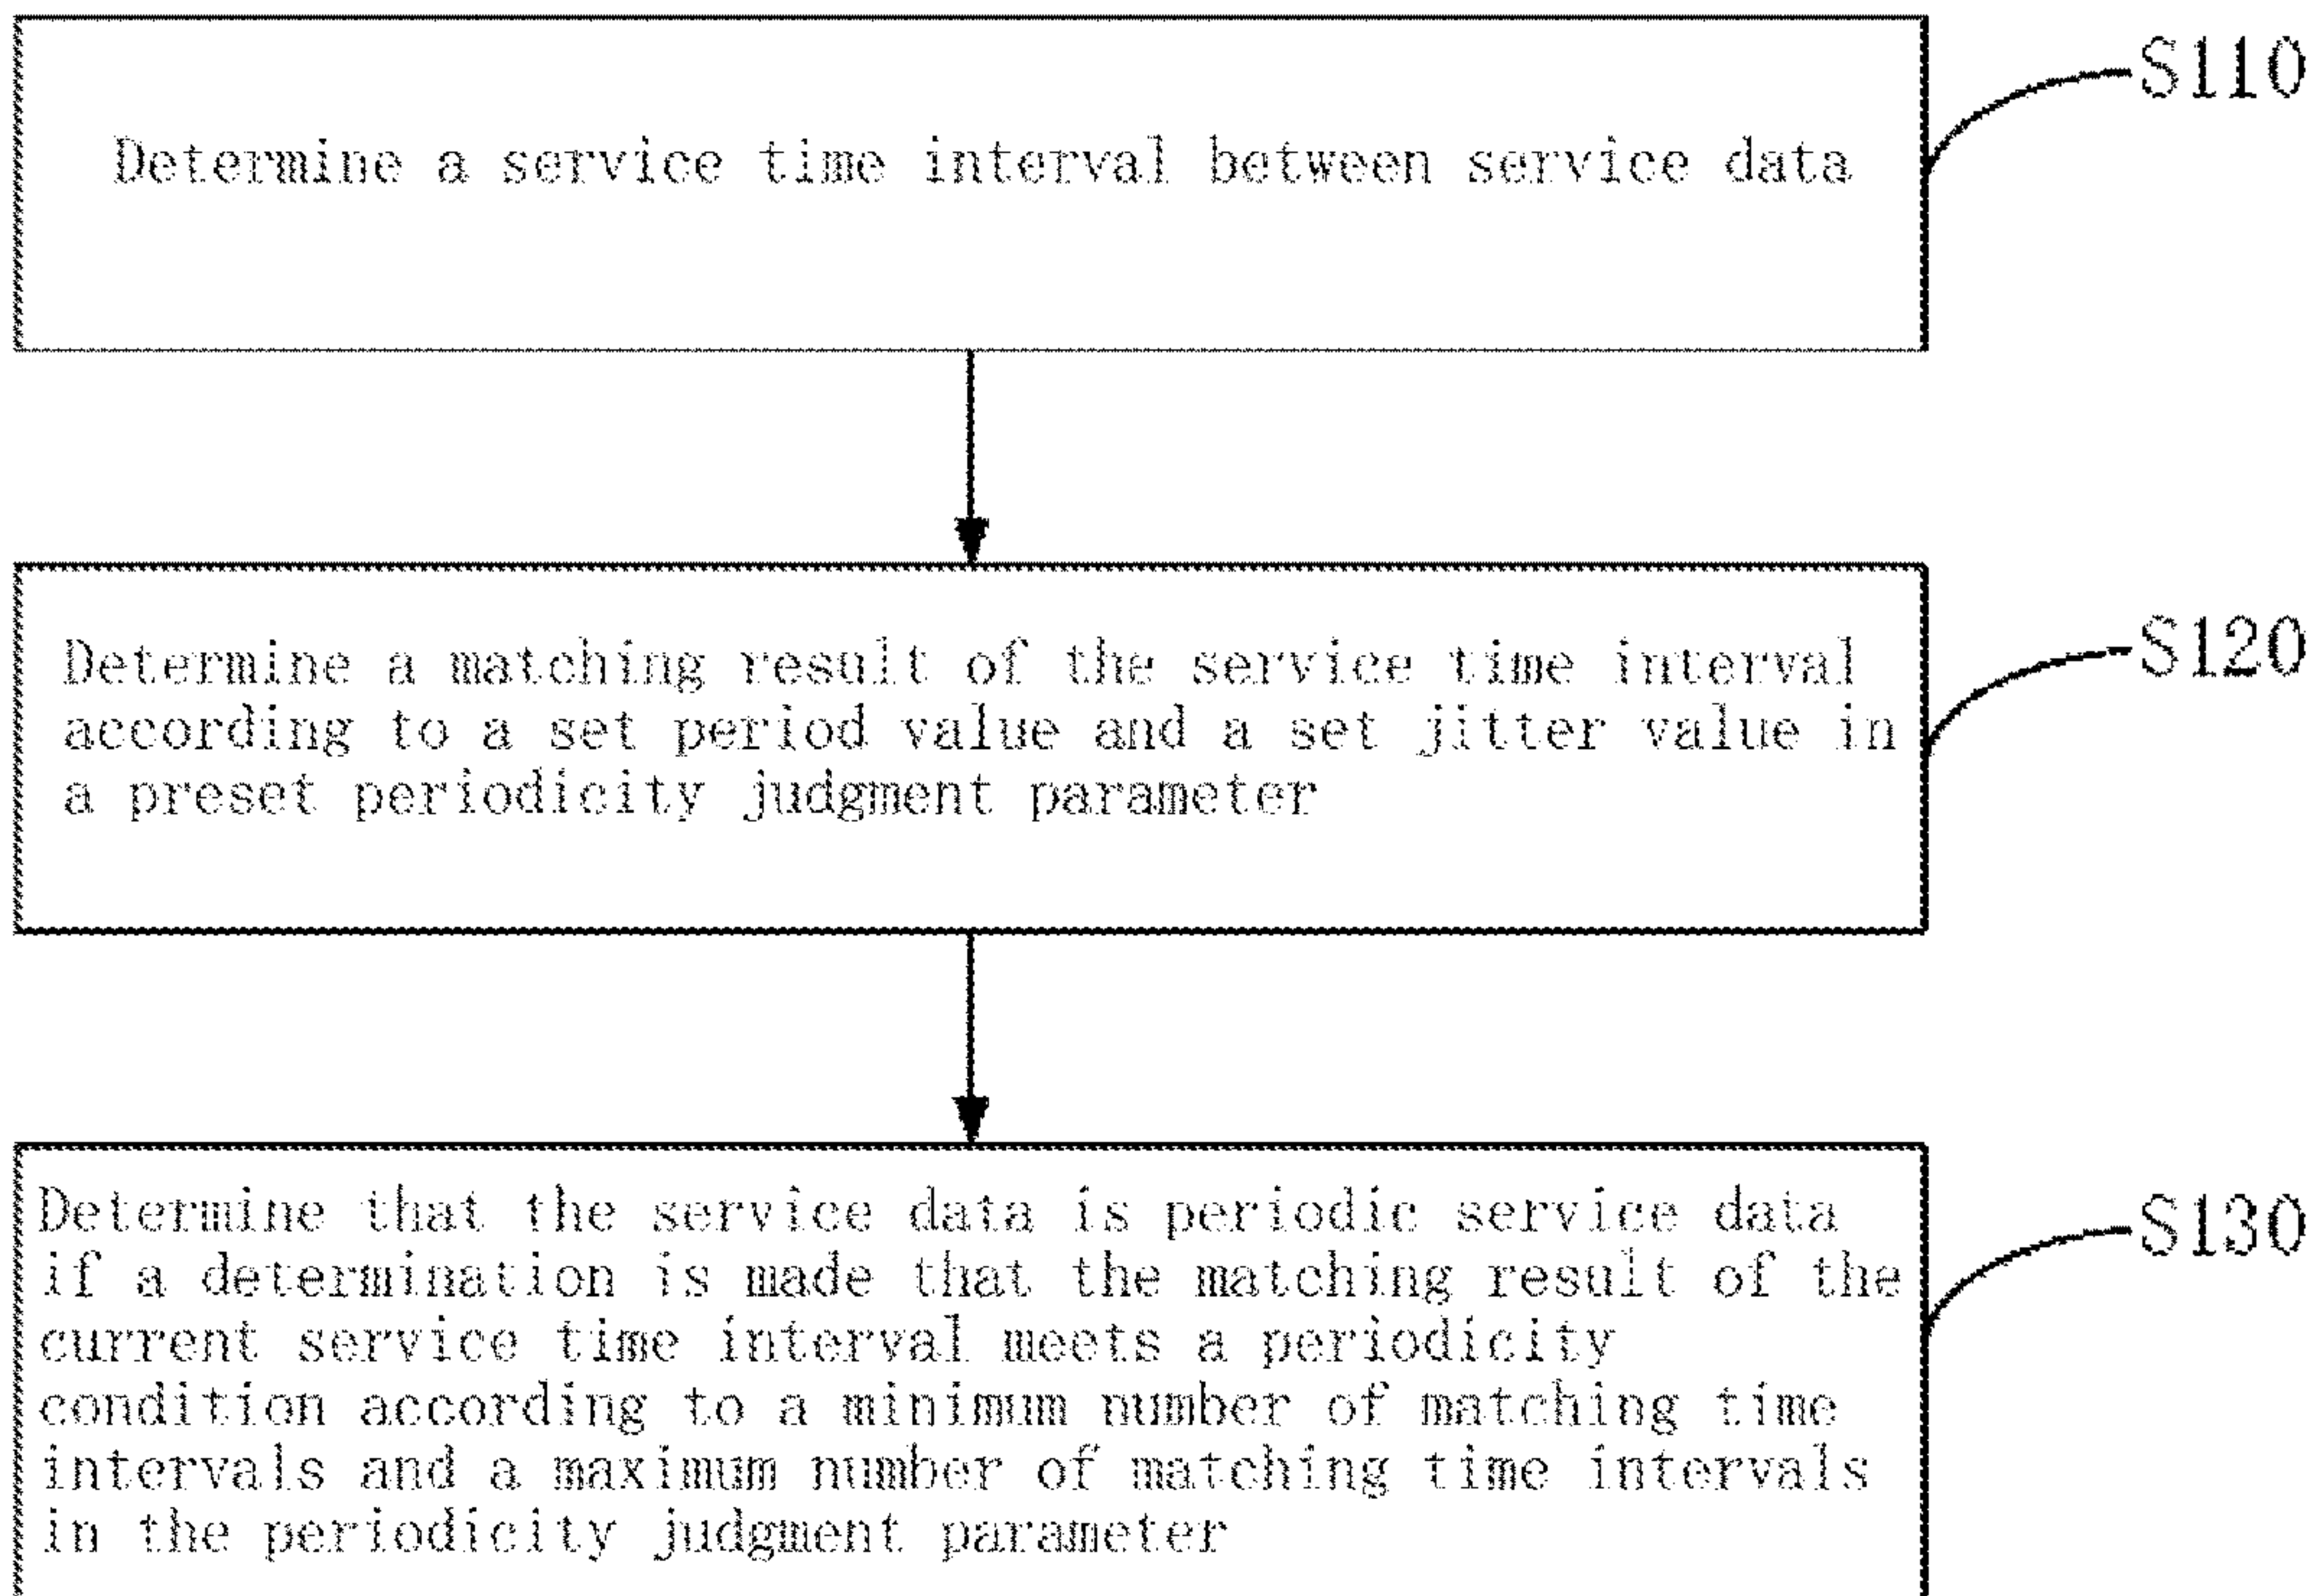 S110
Determine a service time interval between service data
S120
Determine a matching result of the service time interval
according to a set period value and a set jitter value in
a preset periodicity judgment parameter
S130
Determine that the service data is periodic service data
if a determination is made that the matching result of the
current service time interval meets a periodicity
condition according to a minimum number of matching time
intervals and a maximum number of matching time intervals
in the periodicity judgment parameter